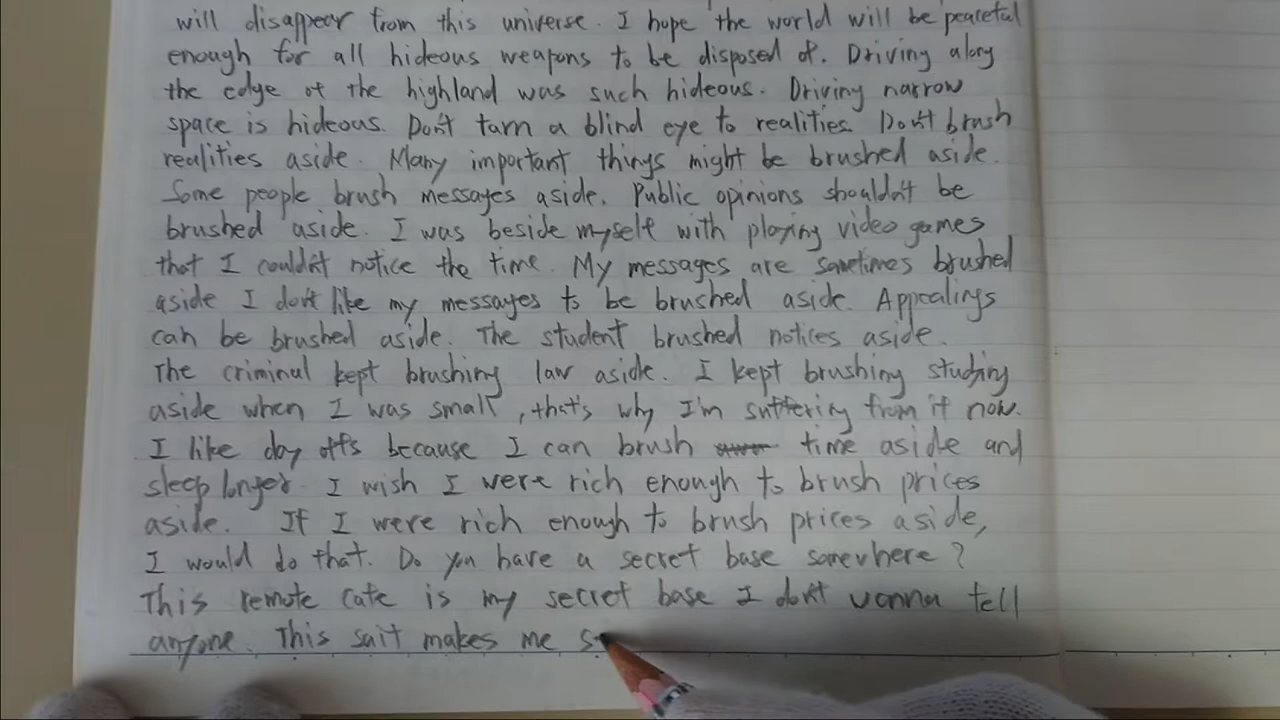 will disappear from this universe. I hope the world will be peaceful
enough for all hideous weapons to be disposed of. Driving along
the edge of the highland was such hideous. Driving narrow
space is hideous. Don't turn a blind eye to realities. Don't brush
realities aside. Many important things might be brushed aside.
Some people brush messages aside. Public opinions shouldn't be
brushed aside. I was beside myself with playing video games
that I couldn't notice the time. My messages are sometimes brushed
aside I don't like my messages to be brushed aside. Appealings
can be brushed aside. The student brushed notices aside.
The criminal kept brushing law aside. I kept brushing studying
aside when I was small, that's why I'm suffering from it now.
I like day offs because I can brush time aside and
sleep longer. I wish I were rich enough to brush prices
aside. If I were rich enough to brush prices aside,
I would do that. Do you have a secret base somewhere?
This remote cafe is my secret base I don't wanna tell
anyone. This suit makes me s